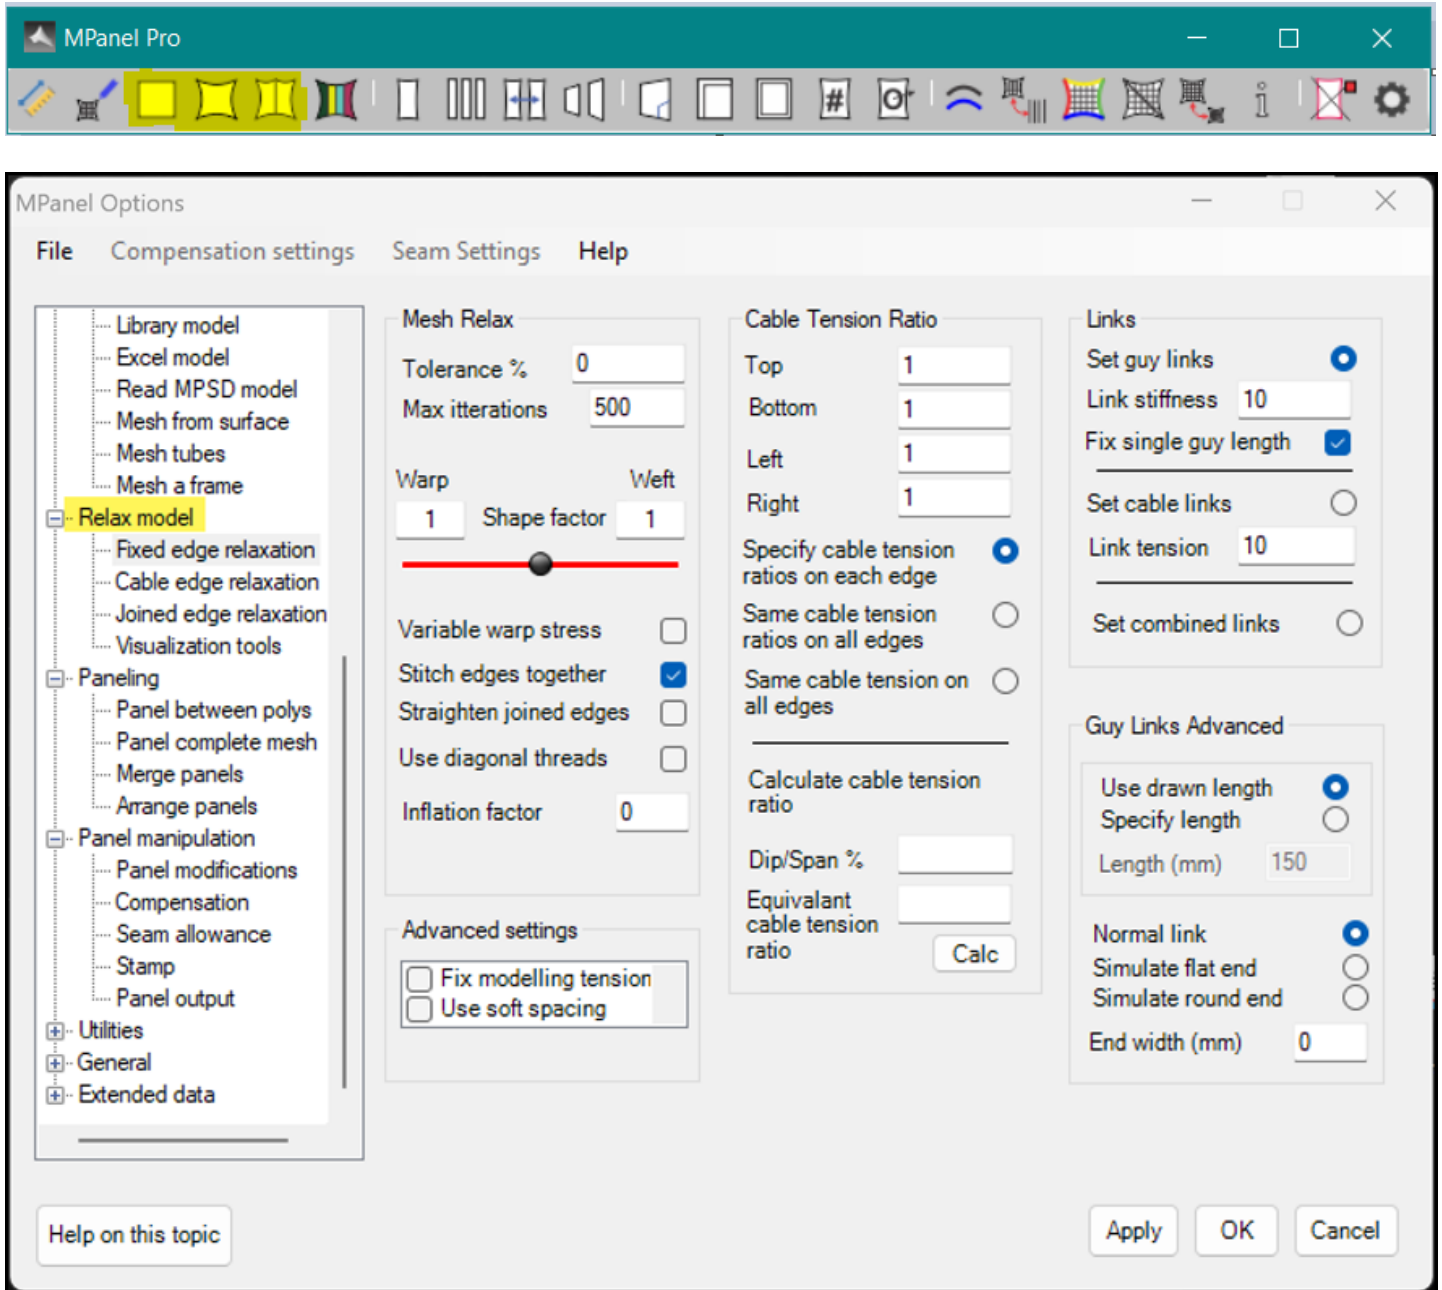 MPanel Pro
#
i
MPanel Options
File Compensation settings Seam Settings Help
Library model
Excel model
Read MPSD model
Mesh from surface
Mesh tubes
Mesh a frame
Relax model
Fixed edge relaxation
Cable edge relaxation
Joined edge relaxation
Visualization tools
Paneling
Panel between polys
Panel complete mesh
Merge panels
Arrange panels
Panel manipulation
Panel modifications
Compensation
Seam allowance
Stamp
Panel output
Utilities
General
Extended data
Mesh Relax
Tolerance % 0
Max itterations 500
Warp Weft
1 Shape factor 1
Variable warp stress
Stitch edges together
Straighten joined edges
Use diagonal threads
Inflation factor 0
Advanced settings
Fix modelling tension
Use soft spacing
Cable Tension Ratio
Top 1
Bottom 1
Left 1
Right 1
Specify cable tension
ratios on each edge
Same cable tension
ratios on all edges
Same cable tension on
all edges
Calculate cable tension
ratio
Dip/Span %
Equivalant
cable tension
ratio
Calc
Links
Set guy links
Link stiffness 10
Fix single guy length
Set cable links
Link tension 10
Set combined links
Guy Links Advanced
Use drawn length
Specify length
Length (mm) 150
Normal link
Simulate flat end
Simulate round end
End width (mm) 0
Help on this topic
Apply OK Cancel